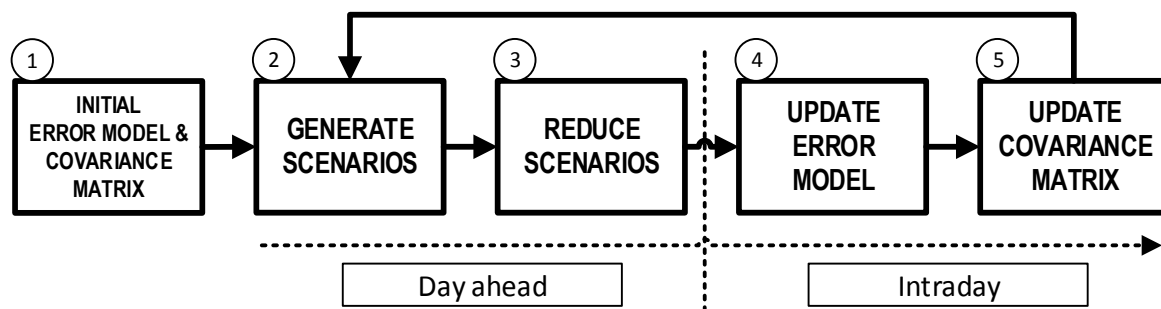 1
INITIAL
ERROR MODEL &
COVARIANCE
MATRIX
2
GENERATE
SCENARIOS
3
REDUCE
SCENARIOS
4
UPDATE
ERROR
MODEL
5
UPDATE
COVARIANCE
MATRIX
Day ahead
Intraday